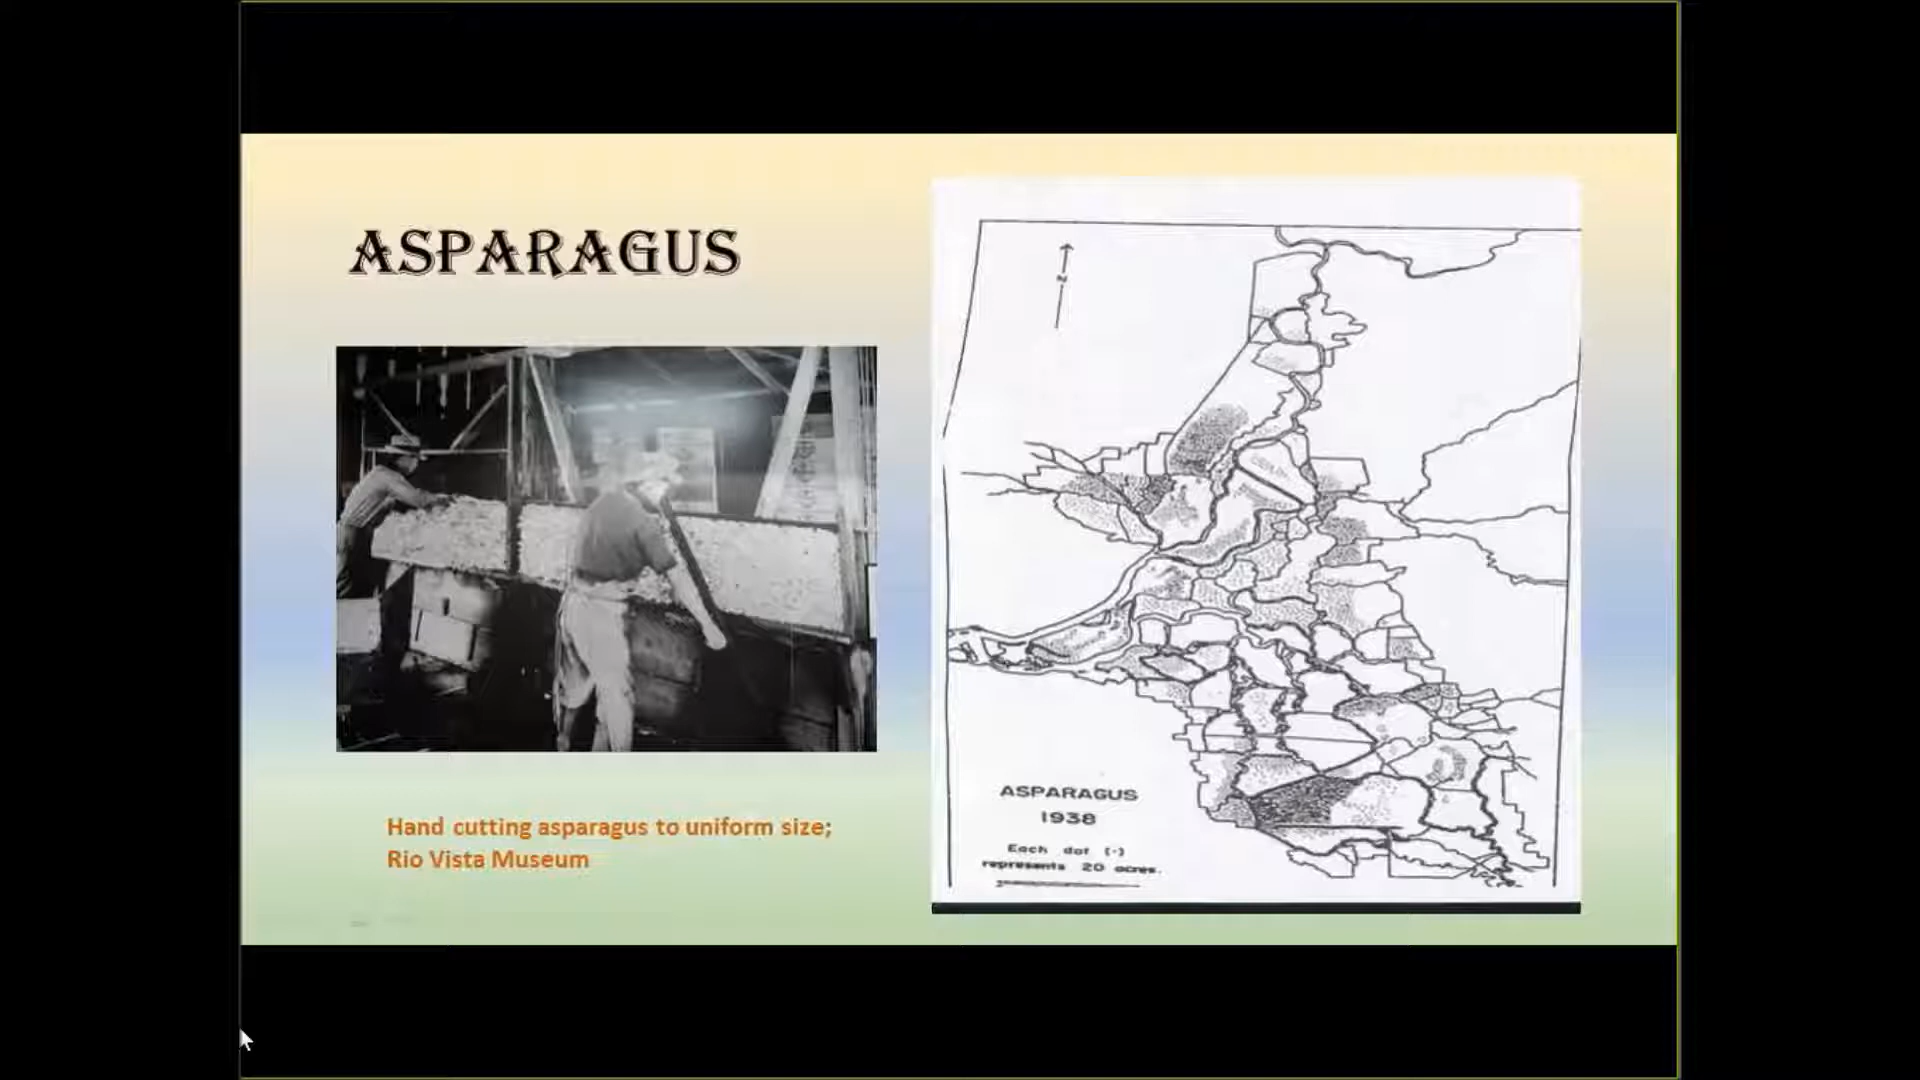 ASPARAGUS
Hand cutting asparagus to uniform size;
Rio Vista Museum
N
ASPARAGUS
1938
Each dot (·)
represents 20 acres.